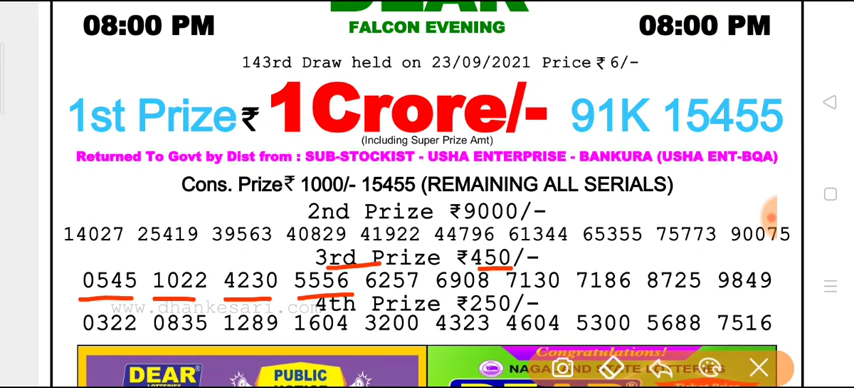 DEAR
08:00 PM FALCON EVENING 08:00 PM
143rd Draw held on 23/09/2021 Price ₹ 6/-
1st Prize ₹ 1Crore/- 91K 15455
(Including Super Prize Amt)
Returned To Govt by Dist from : SUB-STOCKIST - USHA ENTERPRISE - BANKURA (USHA ENT-BQA)
Cons. Prize ₹ 1000/- 15455 (REMAINING ALL SERIALS)
2nd Prize ₹9000/-
14027 25419 39563 40829 41922 44796 61344 65355 75773 90075
3rd Prize ₹450/-
0545 1022 4230 5556 6257 6908 7130 7186 8725 9849
www.dhankesari.com
4th Prize ₹250/-
0322 0835 1289 1604 3200 4323 4604 5300 5688 7516
DEAR
LOTTERIES
PUBLIC
Congratulations!